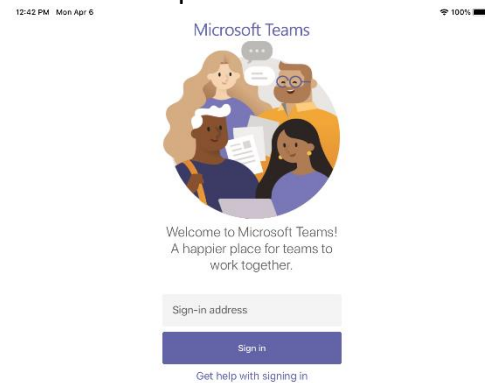 12:42 PM Mon Apr 6
100%
Microsoft Teams
Welcome to Microsoft Teams!
A happier place for teams to
work together.
Sign-in address
Sign in
Get help with signing in